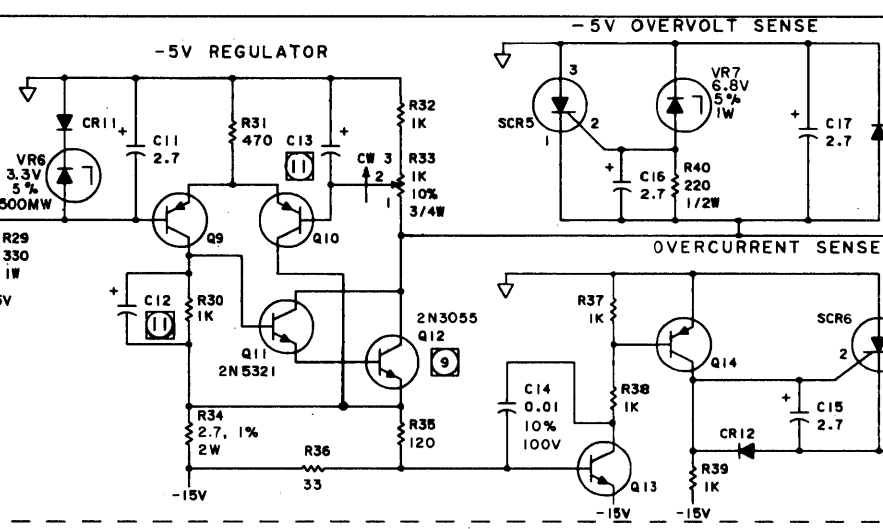 -5V REGULATOR
-5V OVERVOLT SENSE
CR11
VR6
3.3V
5%
500MW
C11
2.7
+
R31
470
C13
+
11
CW 3
2
1
R32
1K
R33
1K
10%
3/4W
Q9
Q10
R29
330
1W
C12
+
11
R30
1K
Q11
2N5321
2N3055
Q12
9
R34
2.7, 1%
2W
R35
120
R36
33
-15V
SCR5
3
2
1
VR7
6.8V
5%
1W
C16
2.7
+
R40
220
1/2W
C17
2.7
+
OVERCURRENT SENSE
R37
1K
R38
1K
Q14
SCR6
2
C14
0.01
10%
100V
Q13
-15V
C15
2.7
+
CR12
R39
1K
-15V